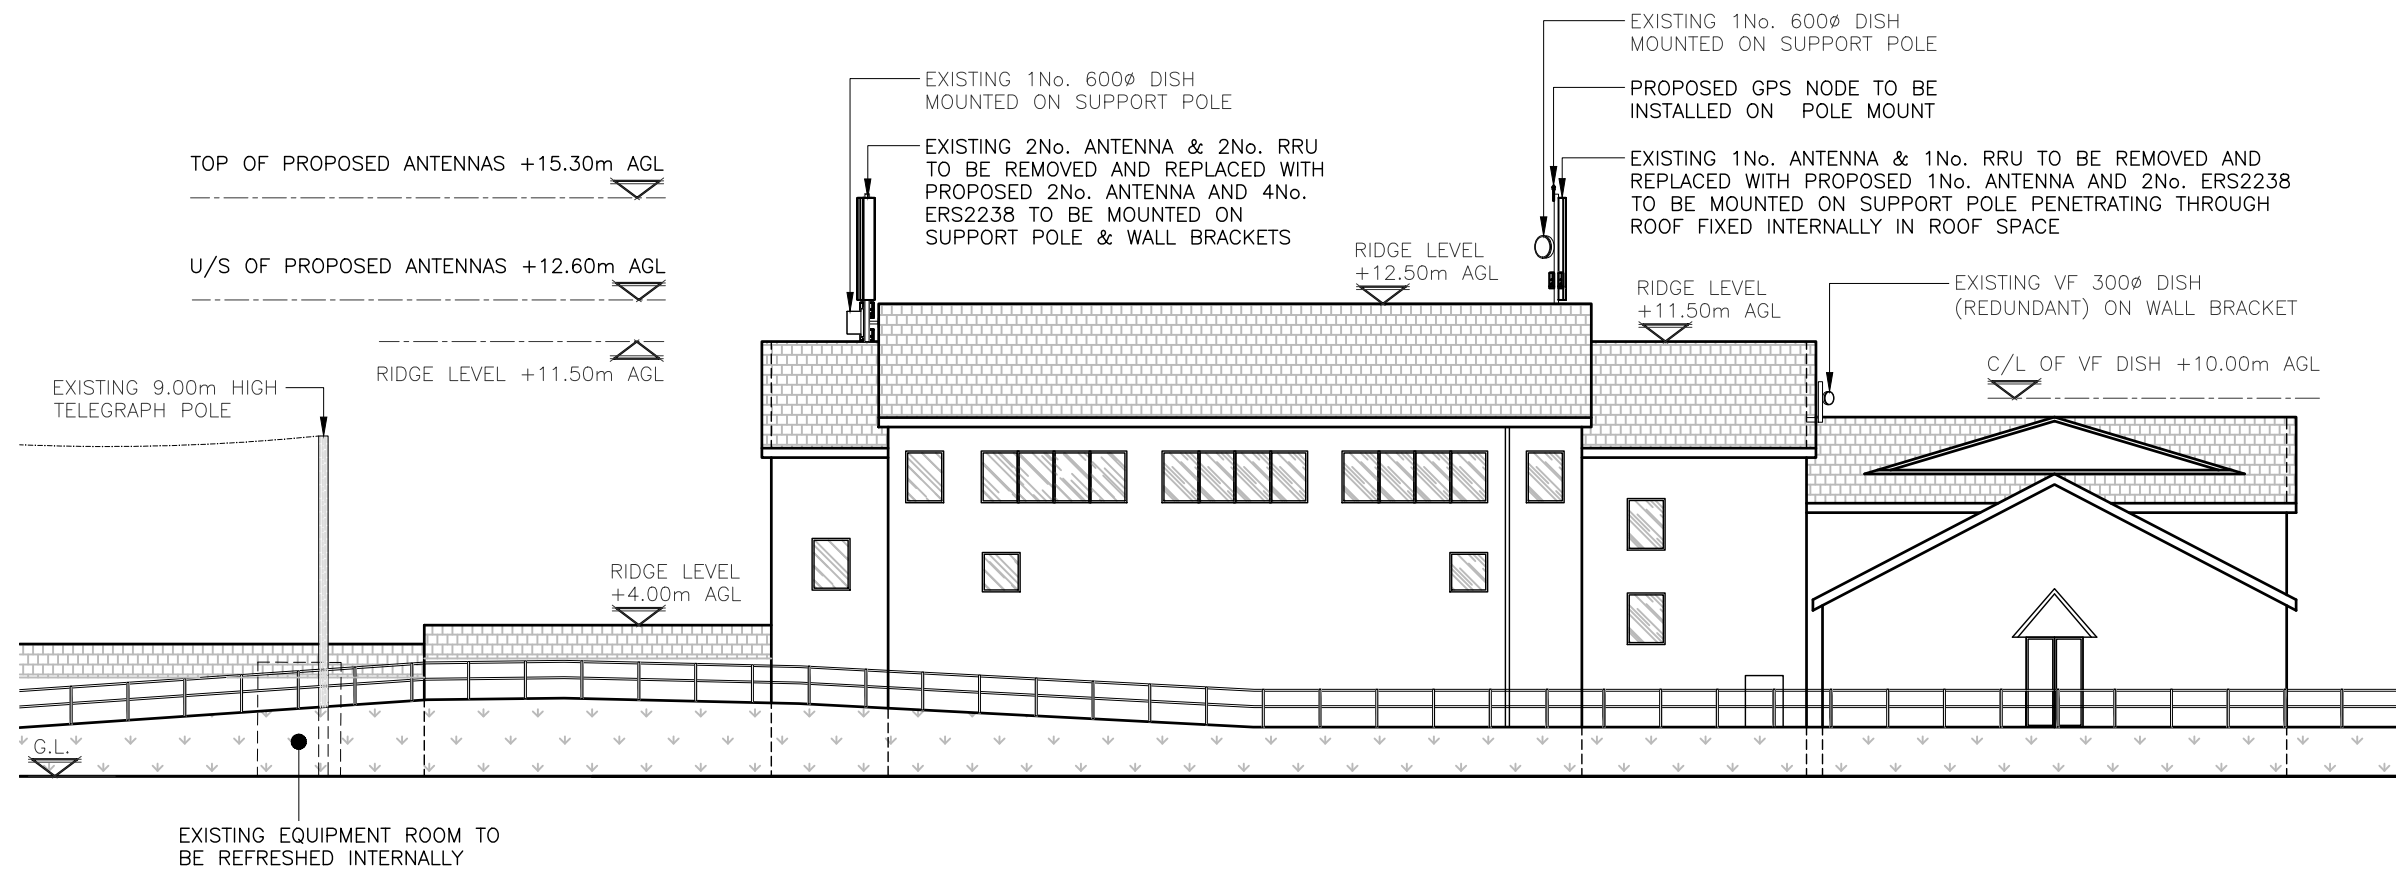 EXISTING 1No. 600ø DISH
MOUNTED ON SUPPORT POLE
PROPOSED GPS NODE TO BE
INSTALLED ON POLE MOUNT
EXISTING 1No. ANTENNA & 1No. RRU TO BE REMOVED AND
REPLACED WITH PROPOSED 1No. ANTENNA AND 2No. ERS2238
TO BE MOUNTED ON SUPPORT POLE PENETRATING THROUGH
ROOF FIXED INTERNALLY IN ROOF SPACE
EXISTING 1No. 600ø DISH
MOUNTED ON SUPPORT POLE
EXISTING 2No. ANTENNA & 2No. RRU
TO BE REMOVED AND REPLACED WITH
PROPOSED 2No. ANTENNA AND 4No.
ERS2238 TO BE MOUNTED ON
SUPPORT POLE & WALL BRACKETS
TOP OF PROPOSED ANTENNAS +15.30m AGL
U/S OF PROPOSED ANTENNAS +12.60m AGL
RIDGE LEVEL +11.50m AGL
RIDGE LEVEL
+12.50m AGL
RIDGE LEVEL
+11.50m AGL
EXISTING VF 300ø DISH
(REDUNDANT) ON WALL BRACKET
C/L OF VF DISH +10.00m AGL
EXISTING 9.00m HIGH
TELEGRAPH POLE
RIDGE LEVEL
+4.00m AGL
G.L.
EXISTING EQUIPMENT ROOM TO
BE REFRESHED INTERNALLY